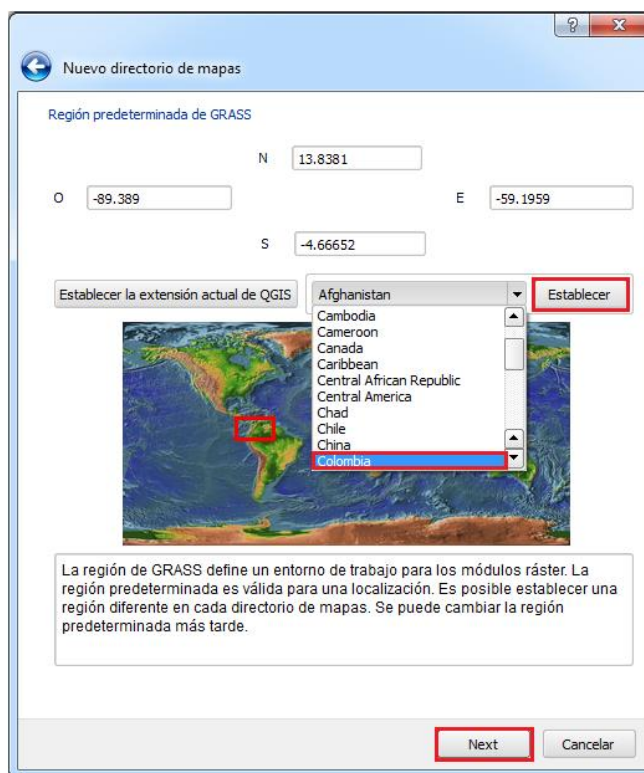 Nuevo directorio de mapas
Región predeterminada de GRASS
N 13.8381
O -89.389 E -59.1959
S -4.66652
Establecer la extensión actual de QGIS Afghanistan Establecer
Cambodia
Cameroon
Canada
Caribbean
Central African Republic
Central America
Chad
Chile
China
Colombia
La región de GRASS define un entorno de trabajo para los módulos ráster. La
región predeterminada es válida para una localización. Es posible establecer una
región diferente en cada directorio de mapas. Se puede cambiar la región
predeterminada más tarde.
Next Cancelar